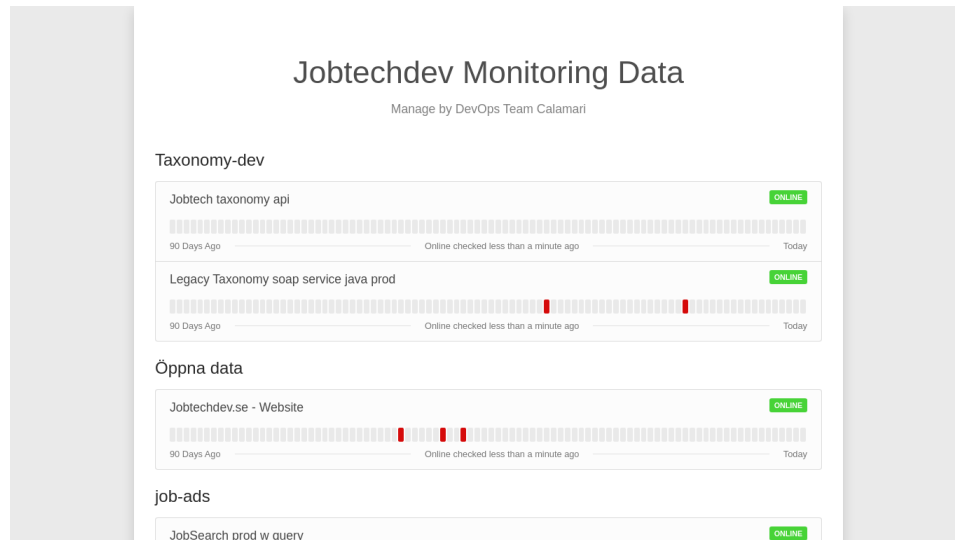 Jobtechdev Monitoring Data
Manage by DevOps Team Calamari
Taxonomy-dev
Jobtech taxonomy api ONLINE
90 Days Ago Online checked less than a minute ago Today
Legacy Taxonomy soap service java prod ONLINE
90 Days Ago Online checked less than a minute ago Today
Öppna data
Jobtechdev.se - Website ONLINE
90 Days Ago Online checked less than a minute ago Today
job-ads
JobSearch prod w query ONLINE